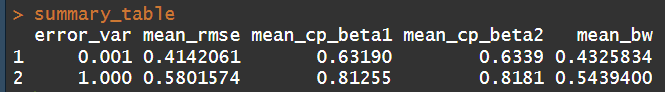 > summary_table
  error_var mean_rmse mean_cp_beta1 mean_cp_beta2   mean_bw
1     0.001 0.4142061       0.63190        0.6339 0.4325834
2     1.000 0.5801574       0.81255        0.8181 0.5439400